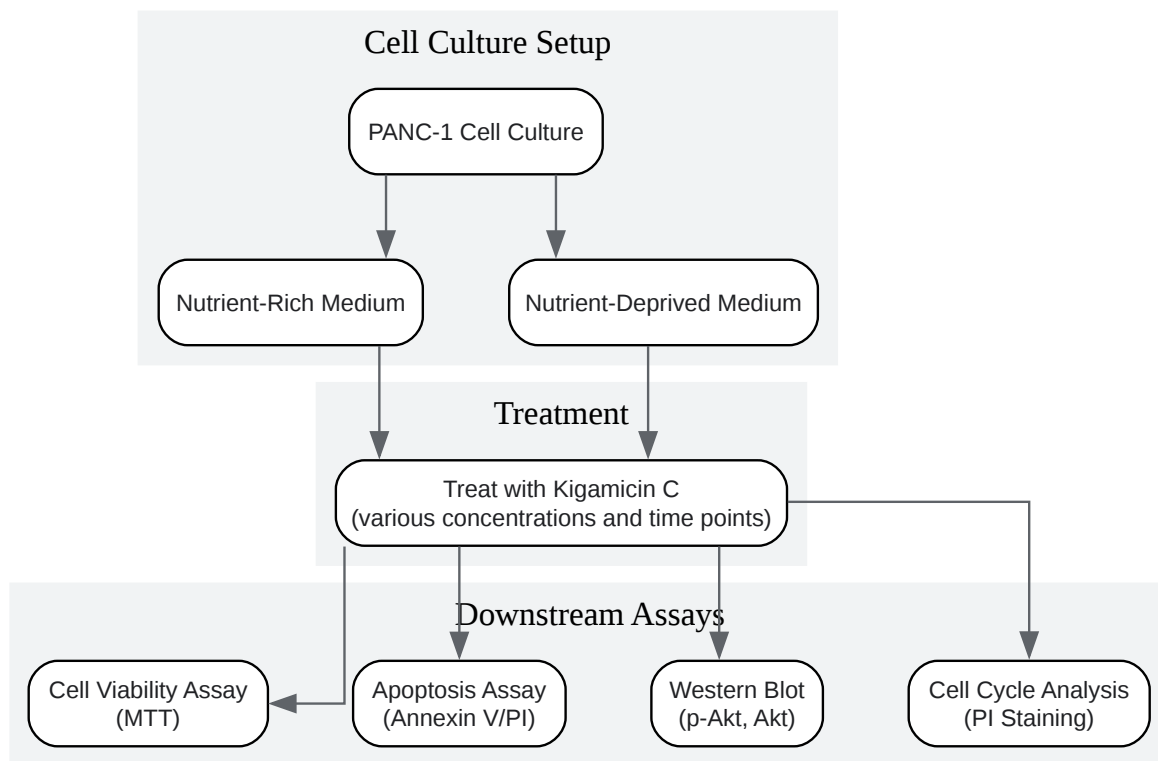 Cell Culture Setup
PANC-1 Cell Culture
Nutrient-Rich Medium
Nutrient-Deprived Medium
Treatment
Treat with Kigamicin C
(various concentrations and time points)
Downstream Assays
Cell Viability Assay
(MTT)
Apoptosis Assay
(Annexin V/PI)
Western Blot
(p-Akt, Akt)
Cell Cycle Analysis
(PI Staining)